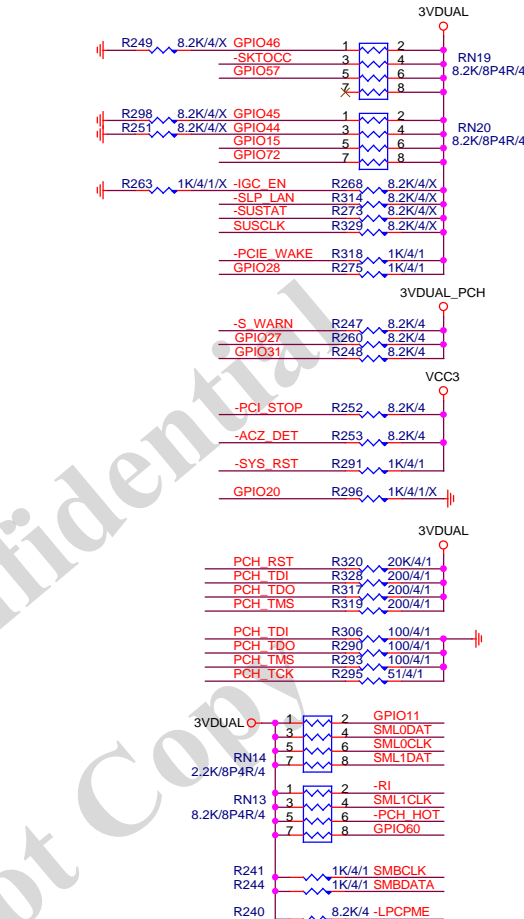 3VDUAL
R249 8.2K/4/X GPIO46 1 2
-SKTOCC 3 4 RN19
GPIO57 5 6 8.2K/8P4R/4
7 8
R298 8.2K/4/X GPIO45 1 2
R251 8.2K/4/X GPIO44 3 4 RN20
GPIO15 5 6 8.2K/8P4R/4
GPIO72 7 8
R263 1K/4/1/X -IGC_EN R268 8.2K/4/X
-SLP_LAN R314 8.2K/4/X
-SUSTAT R273 8.2K/4/X
SUSCLK R329 8.2K/4/X
-PCIE_WAKE R318 1K/4/1
GPIO28 R275 1K/4/1
3VDUAL_PCH
-S_WARN R247 8.2K/4
GPIO27 R260 8.2K/4
GPIO31 R248 8.2K/4
VCC3
-PCI_STOP R252 8.2K/4
-ACZ_DET R253 8.2K/4
-SYS_RST R291 1K/4/1
GPIO20 R296 1K/4/1/X
3VDUAL
PCH_RST R320 20K/4/1
PCH_TDI R328 200/4/1
PCH_TDO R317 200/4/1
PCH_TMS R319 200/4/1
PCH_TDI R306 100/4/1
PCH_TDO R290 100/4/1
PCH_TMS R293 100/4/1
PCH_TCK R295 51/4/1
3VDUAL 1 2 GPIO11
3 4 SML0DAT
RN14 5 6 SML0CLK
2.2K/8P4R/4 7 8 SML1DAT
1 2 -RI
RN13 3 4 SML1CLK
8.2K/8P4R/4 5 6 -PCH_HOT
7 8 GPIO60
R241 1K/4/1 SMBCLK
R244 1K/4/1 SMBDATA
R240 8.2K/4 -LPCPME
fidential
ot Copy